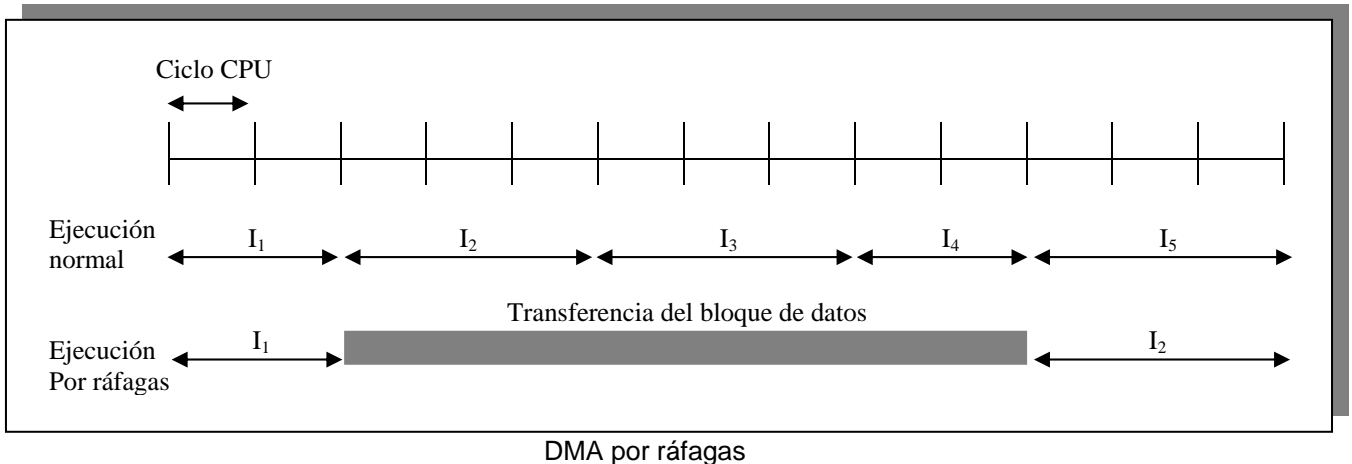 Ciclo CPU
Ejecución
normal
I₁
I₂
I₃
I₄
I₅
Transferencia del bloque de datos
Ejecución
Por ráfagas
I₁
I₂
DMA por ráfagas